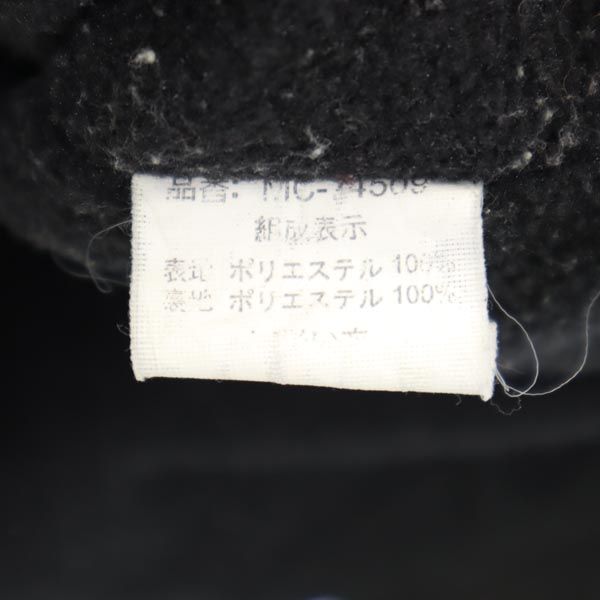 品番: MC-74509
組成表示
表地 ポリエステル 100%
裏地 ポリエステル 100%